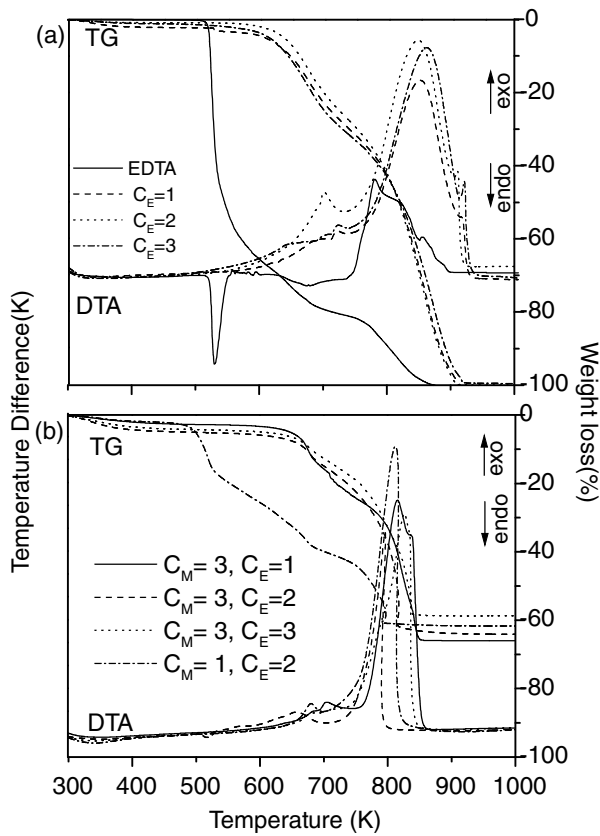 (a)
TG
exo
endo
EDTA
C_E=1
C_E=2
C_E=3
DTA
0
-20
-40
-60
-80
100
(b)
TG
exo
endo
C_M= 3, C_E=1
C_M= 3, C_E=2
C_M= 3, C_E=3
C_M= 1, C_E=2
DTA
0
-20
-40
-60
-80
-100
300 400 500 600 700 800 900 1000
Temperature (K)
Temperature Difference(K)
Weight loss(%)